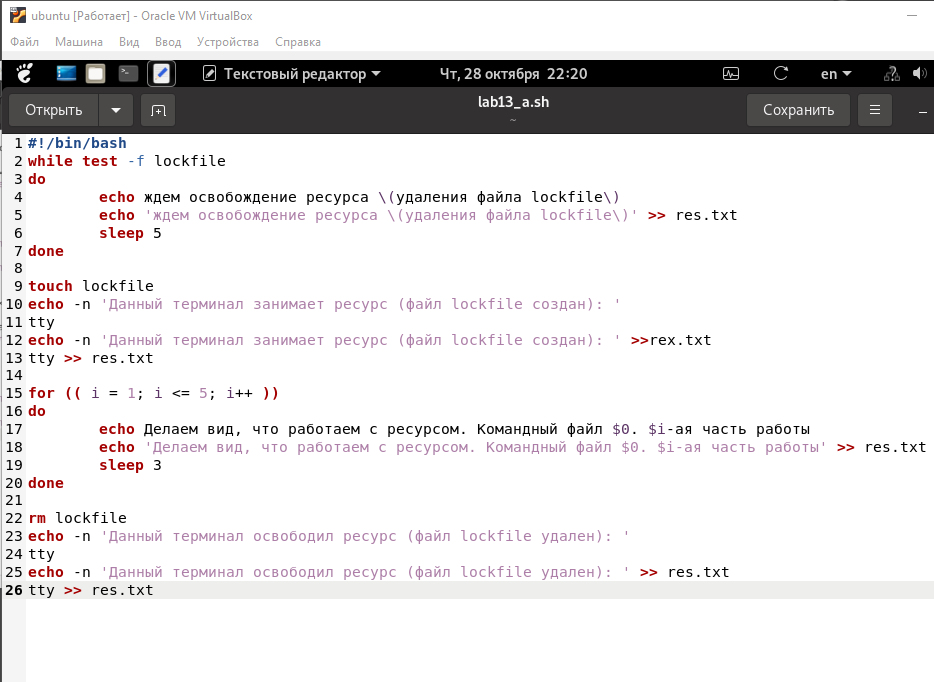 ubuntu [Работает] - Oracle VM VirtualBox
Файл Машина Вид Ввод Устройства Справка
Текстовый редактор Чт, 28 октября 22:20 en
Открыть lab13_a.sh Сохранить
~
1 #!/bin/bash
2 while test -f lockfile
3 do
4 echo ждем освобождение ресурса \(удаления файла lockfile\)
5 echo 'ждем освобождение ресурса \(удаления файла lockfile\)' >> res.txt
6 sleep 5
7 done
8
9 touch lockfile
10 echo -n 'Данный терминал занимает ресурс (файл lockfile создан): '
11 tty
12 echo -n 'Данный терминал занимает ресурс (файл lockfile создан): ' >>rex.txt
13 tty >> res.txt
14
15 for (( i = 1; i <= 5; i++ ))
16 do
17 echo Делаем вид, что работаем с ресурсом. Командный файл $0. $i-ая часть работы
18 echo 'Делаем вид, что работаем с ресурсом. Командный файл $0. $i-ая часть работы' >> res.txt
19 sleep 3
20 done
21
22 rm lockfile
23 echo -n 'Данный терминал освободил ресурс (файл lockfile удален): '
24 tty
25 echo -n 'Данный терминал освободил ресурс (файл lockfile удален): ' >> res.txt
26 tty >> res.txt